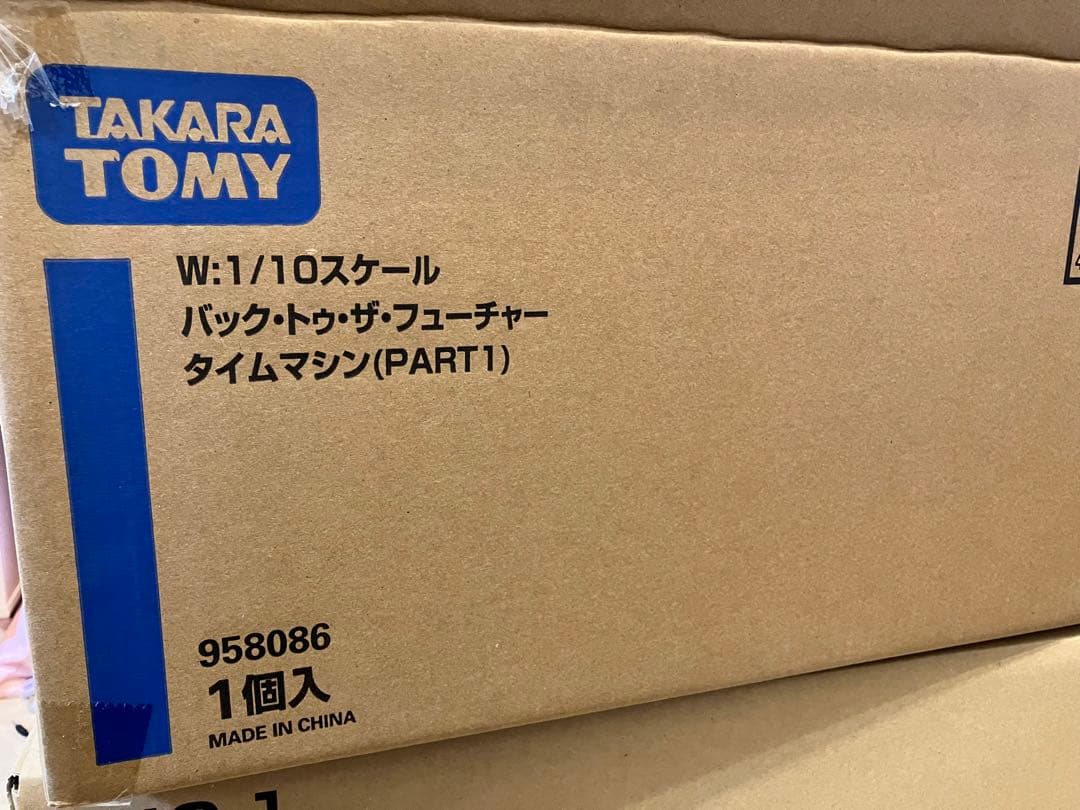 TAKARA
TOMY
W:1/10スケール
バック・トゥ・ザ・フューチャー
タイムマシン(PART1)
958086
1個入
MADE IN CHINA